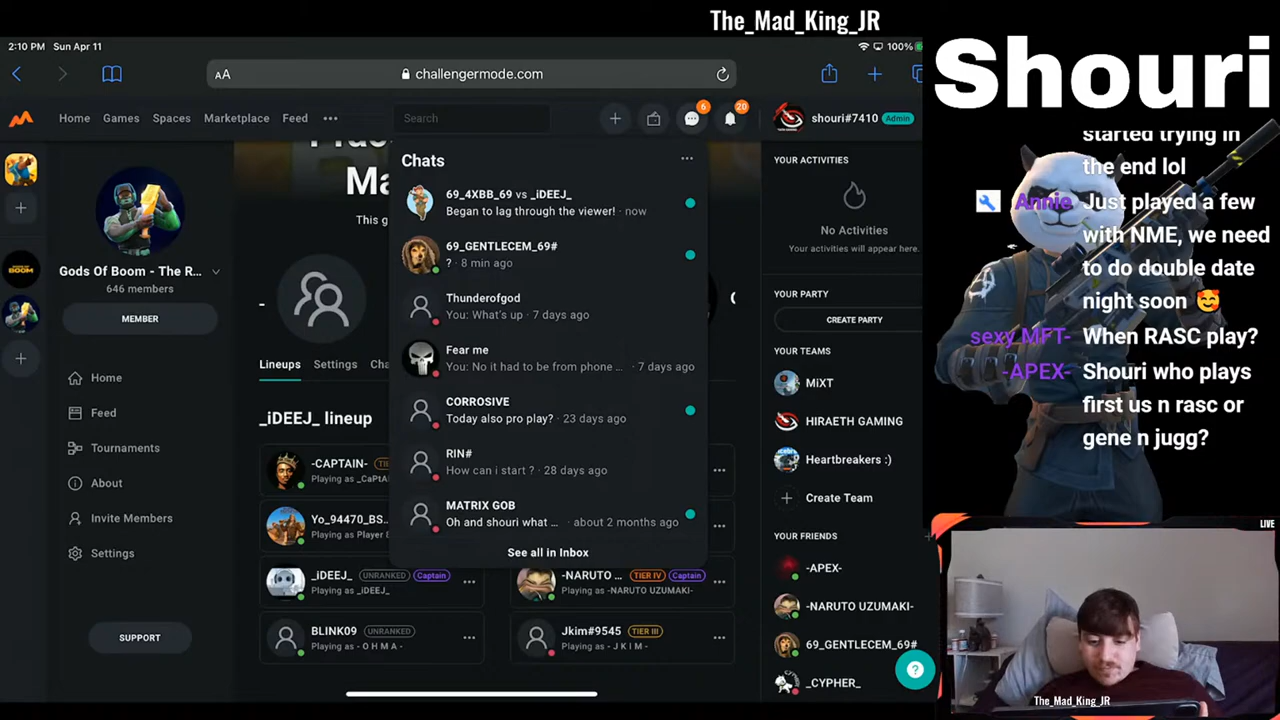 The_Mad_King_JR
2:10 PM Sun Apr 11
100%
AA
challengermode.com
Home Games Spaces Marketplace Feed
Search
6
20
shouri#7410 Admin
Gods Of Boom - The R...
646 members
MEMBER
Home
Feed
Tournaments
About
Invite Members
Settings
SUPPORT
Ma
This g
Lineups Settings Cha
_iDEEJ_ lineup
-CAPTAIN-
Playing as _CaPtA
Yo_94470_BS...
Playing as Player
_iDEEJ_ UNRANKED Captain
Playing as _iDEEJ_
BLINK09 UNRANKED
Playing as - O H M A -
-NARUTO ... TIER IV Captain
Playing as -NARUTO UZUMAKI-
Jkim#9545 TIER III
Playing as - J K I M -
Chats
69_4XBB_69 vs _iDEEJ_
Began to lag through the viewer! · now
69_GENTLECEM_69#
? · 8 min ago
Thunderofgod
You: What's up · 7 days ago
Fear me
You: No it had to be from phone ... · 7 days ago
CORROSIVE
Today also pro play? · 23 days ago
RIN#
How can i start ? · 28 days ago
MATRIX GOB
Oh and shouri what ... · about 2 months ago
See all in Inbox
YOUR ACTIVITIES
No Activities
Your activities will appear here.
YOUR PARTY
CREATE PARTY
YOUR TEAMS
MiXT
HIRAETH GAMING
Heartbreakers :)
Create Team
YOUR FRIENDS
-APEX-
-NARUTO UZUMAKI-
69_GENTLECEM_69#
_CYPHER_
Shouri
started trying in
the end lol
Annie Just played a few
with NME, we need
to do double date
night soon 🥰
sexy MFT- When RASC play?
-APEX- Shouri who plays
first us n rasc or
gene n jugg?
LIVE
The_Mad_King_JR